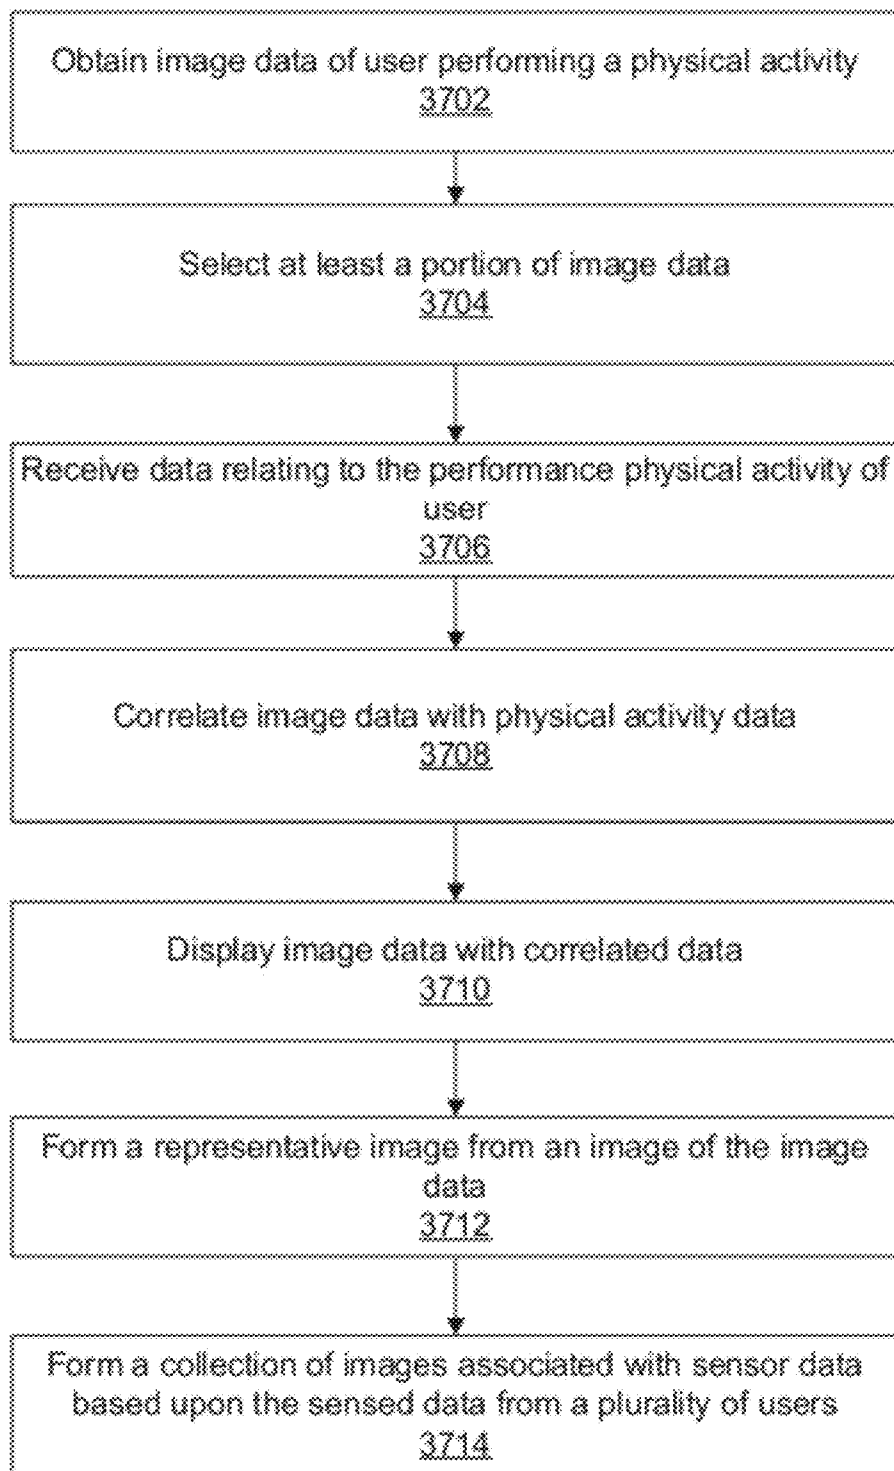 Obtain image data of user performing a physical activity
3702
Select at least a portion of image data
3704
Receive data relating to the performance physical activity of
user
3706
Correlate image data with physical activity data
3708
Display image data with correlated data
3710
Form a representative image from an image of the image
data
3712
Form a collection of images associated with sensor data
based upon the sensed data from a plurality of users
3714